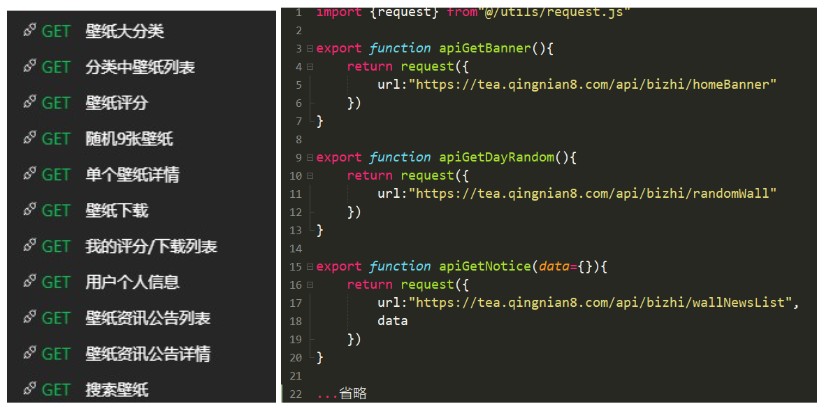 GET 壁纸大分类
GET 分类中壁纸列表
GET 壁纸评分
GET 随机9张壁纸
GET 单个壁纸详情
GET 壁纸下载
GET 我的评分/下载列表
GET 用户个人信息
GET 壁纸资讯公告列表
GET 壁纸资讯公告详情
GET 搜索壁纸
1 import {request} from"@/utils/request.js"
2
3 export function apiGetBanner(){
4 return request({
5 url:"https://tea.qingnian8.com/api/bizhi/homeBanner"
6 })
7 }
8
9 export function apiGetDayRandom(){
10 return request({
11 url:"https://tea.qingnian8.com/api/bizhi/randomWall"
12 })
13 }
14
15 export function apiGetNotice(data={}){
16 return request({
17 url:"https://tea.qingnian8.com/api/bizhi/wallNewsList",
18 data
19 })
20 }
21
22 ...省略